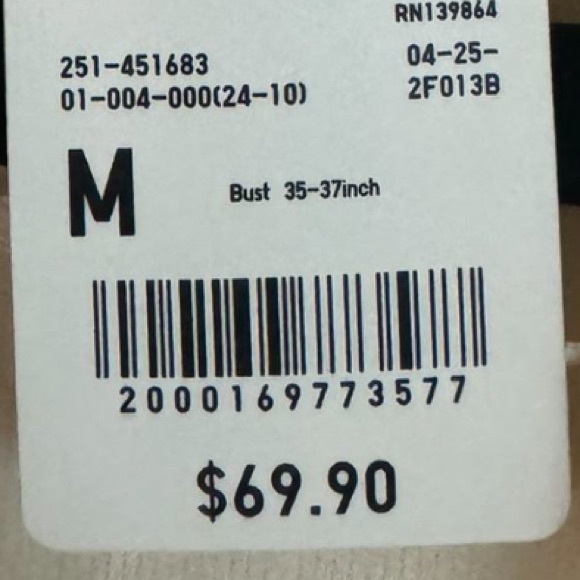 RN139864
251-451683 04-25-
01-004-000(24-10) 2F013B
M Bust 35-37inch
2000169773577
$69.90